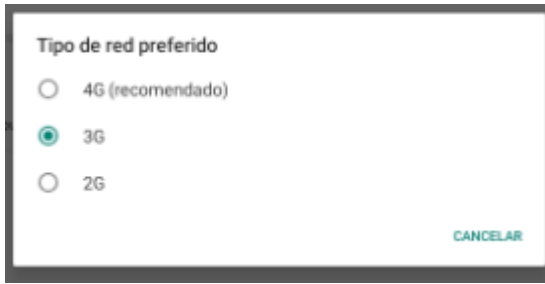 Tipo de red preferido
4G (recomendado)
3G
2G
CANCELAR